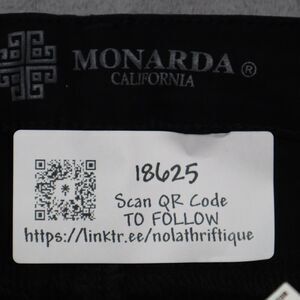 MONARDA ®
CALIFORNIA
18625
Scan QR Code
TO FOLLOW
https://linktr.ee/nolathriftique